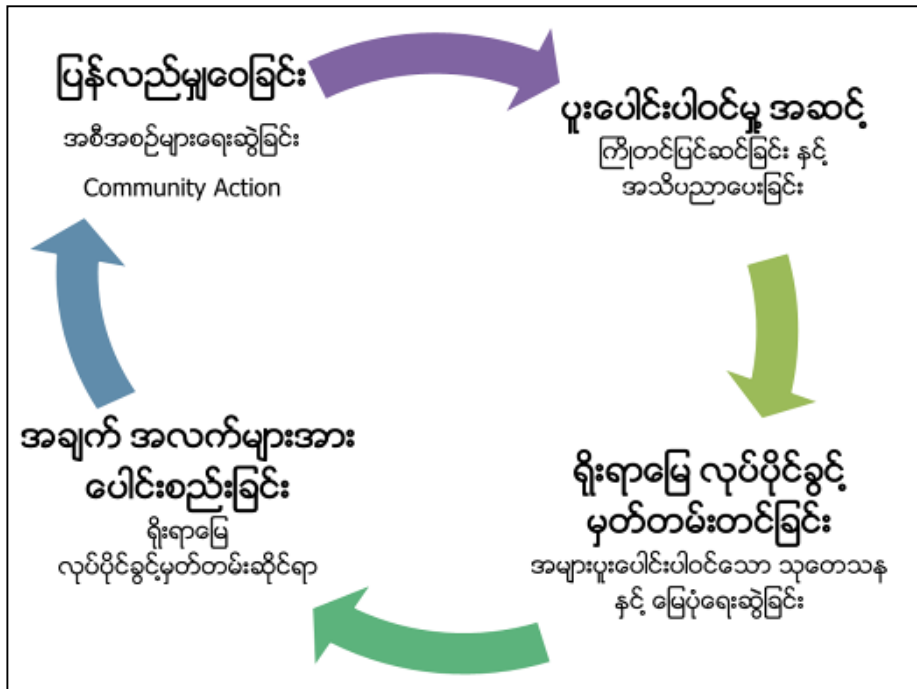 ပြန်လည်မျှဝေခြင်း
အစီအစဉ်များရေးဆွဲခြင်း
Community Action
ပူးပေါင်းပါဝင်မှု့ အဆင့်
ကြိုတင်ပြင်ဆင်ခြင်း နှင့်
အသိပညာပေးခြင်း
ရိုးရာမြေ လုပ်ပိုင်ခွင့်
မှတ်တမ်းတင်ခြင်း
အများပူးပေါင်းပါဝင်သော သုတေသန
နှင့် မြေပုံရေးဆွဲခြင်း
အချက် အလက်များအား
ပေါင်းစည်းခြင်း
ရိုးရာမြေ
လုပ်ပိုင်ခွင့်မှတ်တမ်းဆိုင်ရာ